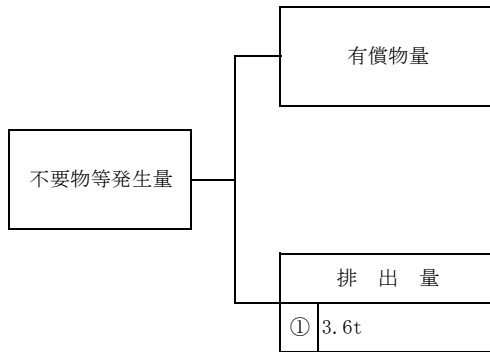 有償物量
不要物等発生量
排 出 量
① 3.6t